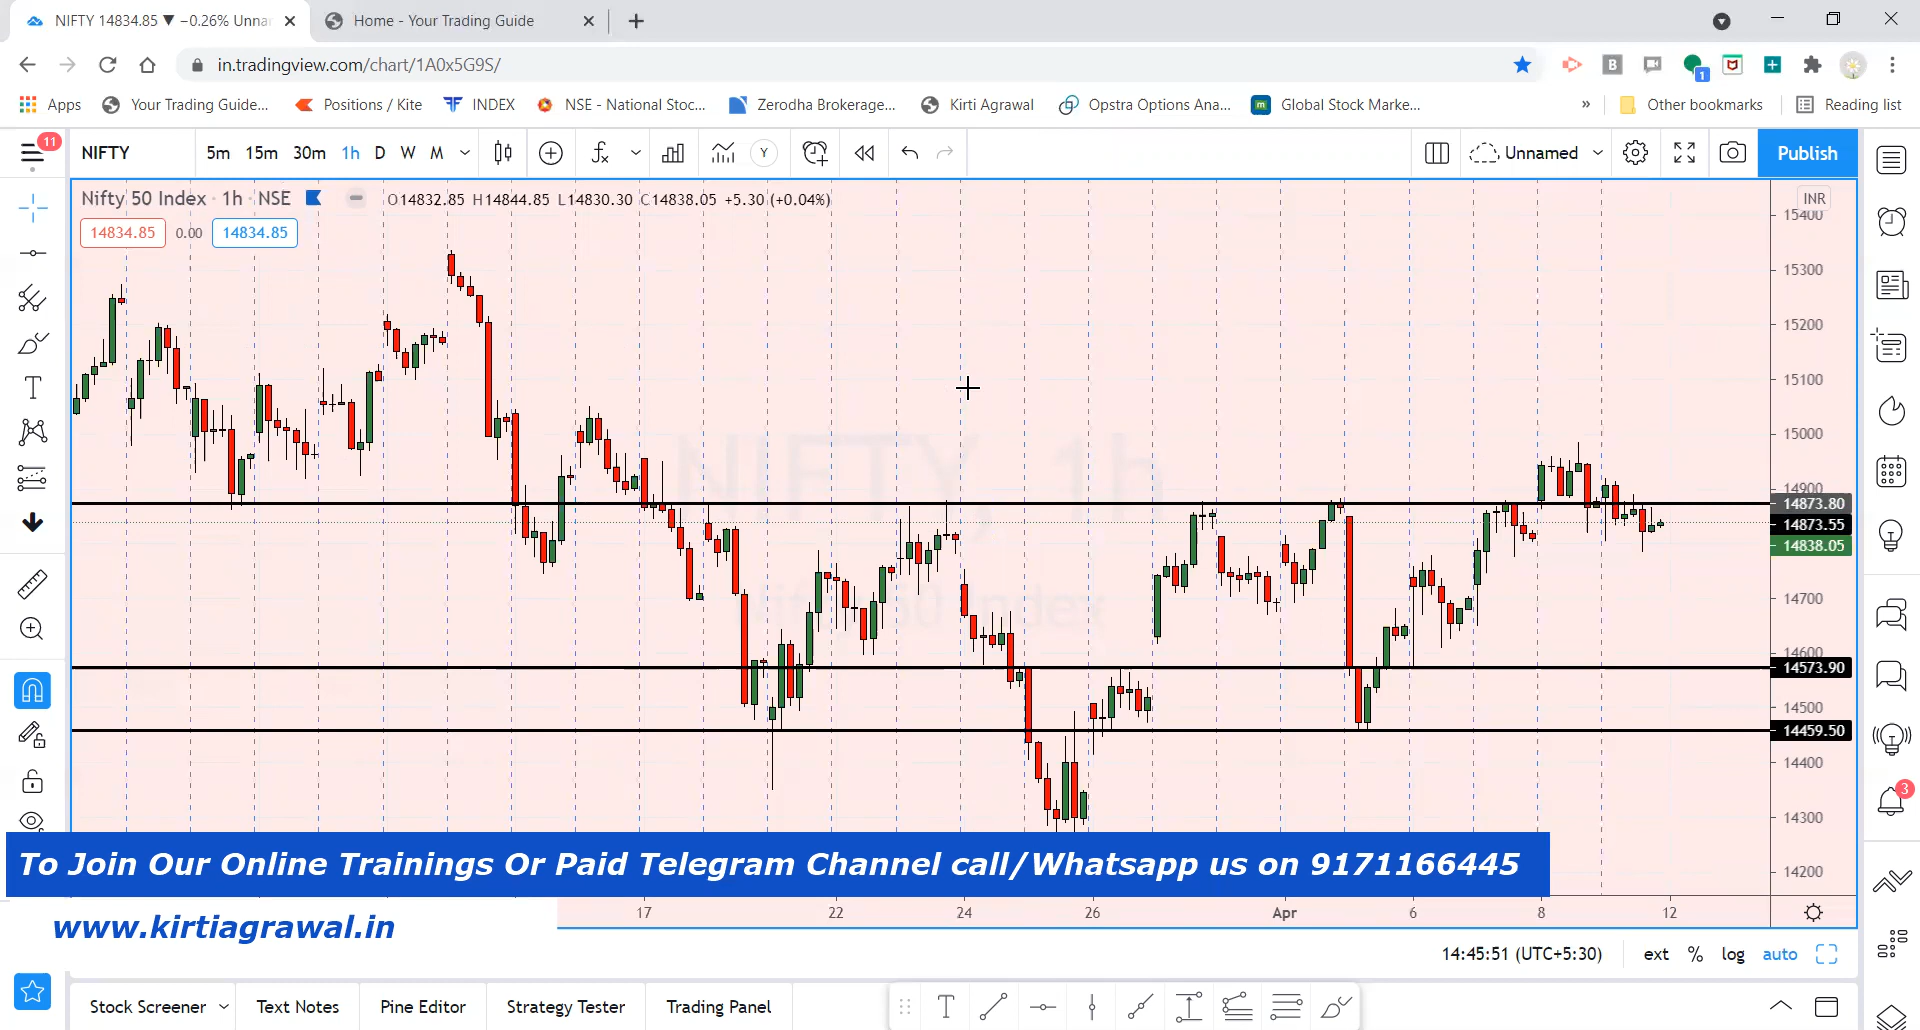 NIFTY 14834.85 ▼ −0.26% Unna
Home - Your Trading Guide
in.tradingview.com/chart/1A0x5G9S/
Apps
Your Trading Guide...
Positions / Kite
INDEX
NSE - National Stoc...
Zerodha Brokerage...
Kirti Agrawal
Opstra Options Ana...
Global Stock Marke...
»
Other bookmarks
Reading list
11
NIFTY
5m 15m 30m 1h D W M
Y
Unnamed
Publish
Nifty 50 Index · 1h · NSE
O14832.85 H14844.85 L14830.30 C14838.05 +5.30 (+0.04%)
INR
14834.85 0.00 14834.85
NIFTY, 1h
Nifty 50 Index
15400
15300
15200
15100
15000
14900
14873.80
14873.55
14838.05
14700
14600
14573.90
14500
14459.50
14400
14300
14200
3
To Join Our Online Trainings Or Paid Telegram Channel call/Whatsapp us on 9171166445
www.kirtiagrawal.in
17 22 24 26 Apr 6 8 12
14:45:51 (UTC+5:30)
ext % log auto
Stock Screener
Text Notes
Pine Editor
Strategy Tester
Trading Panel